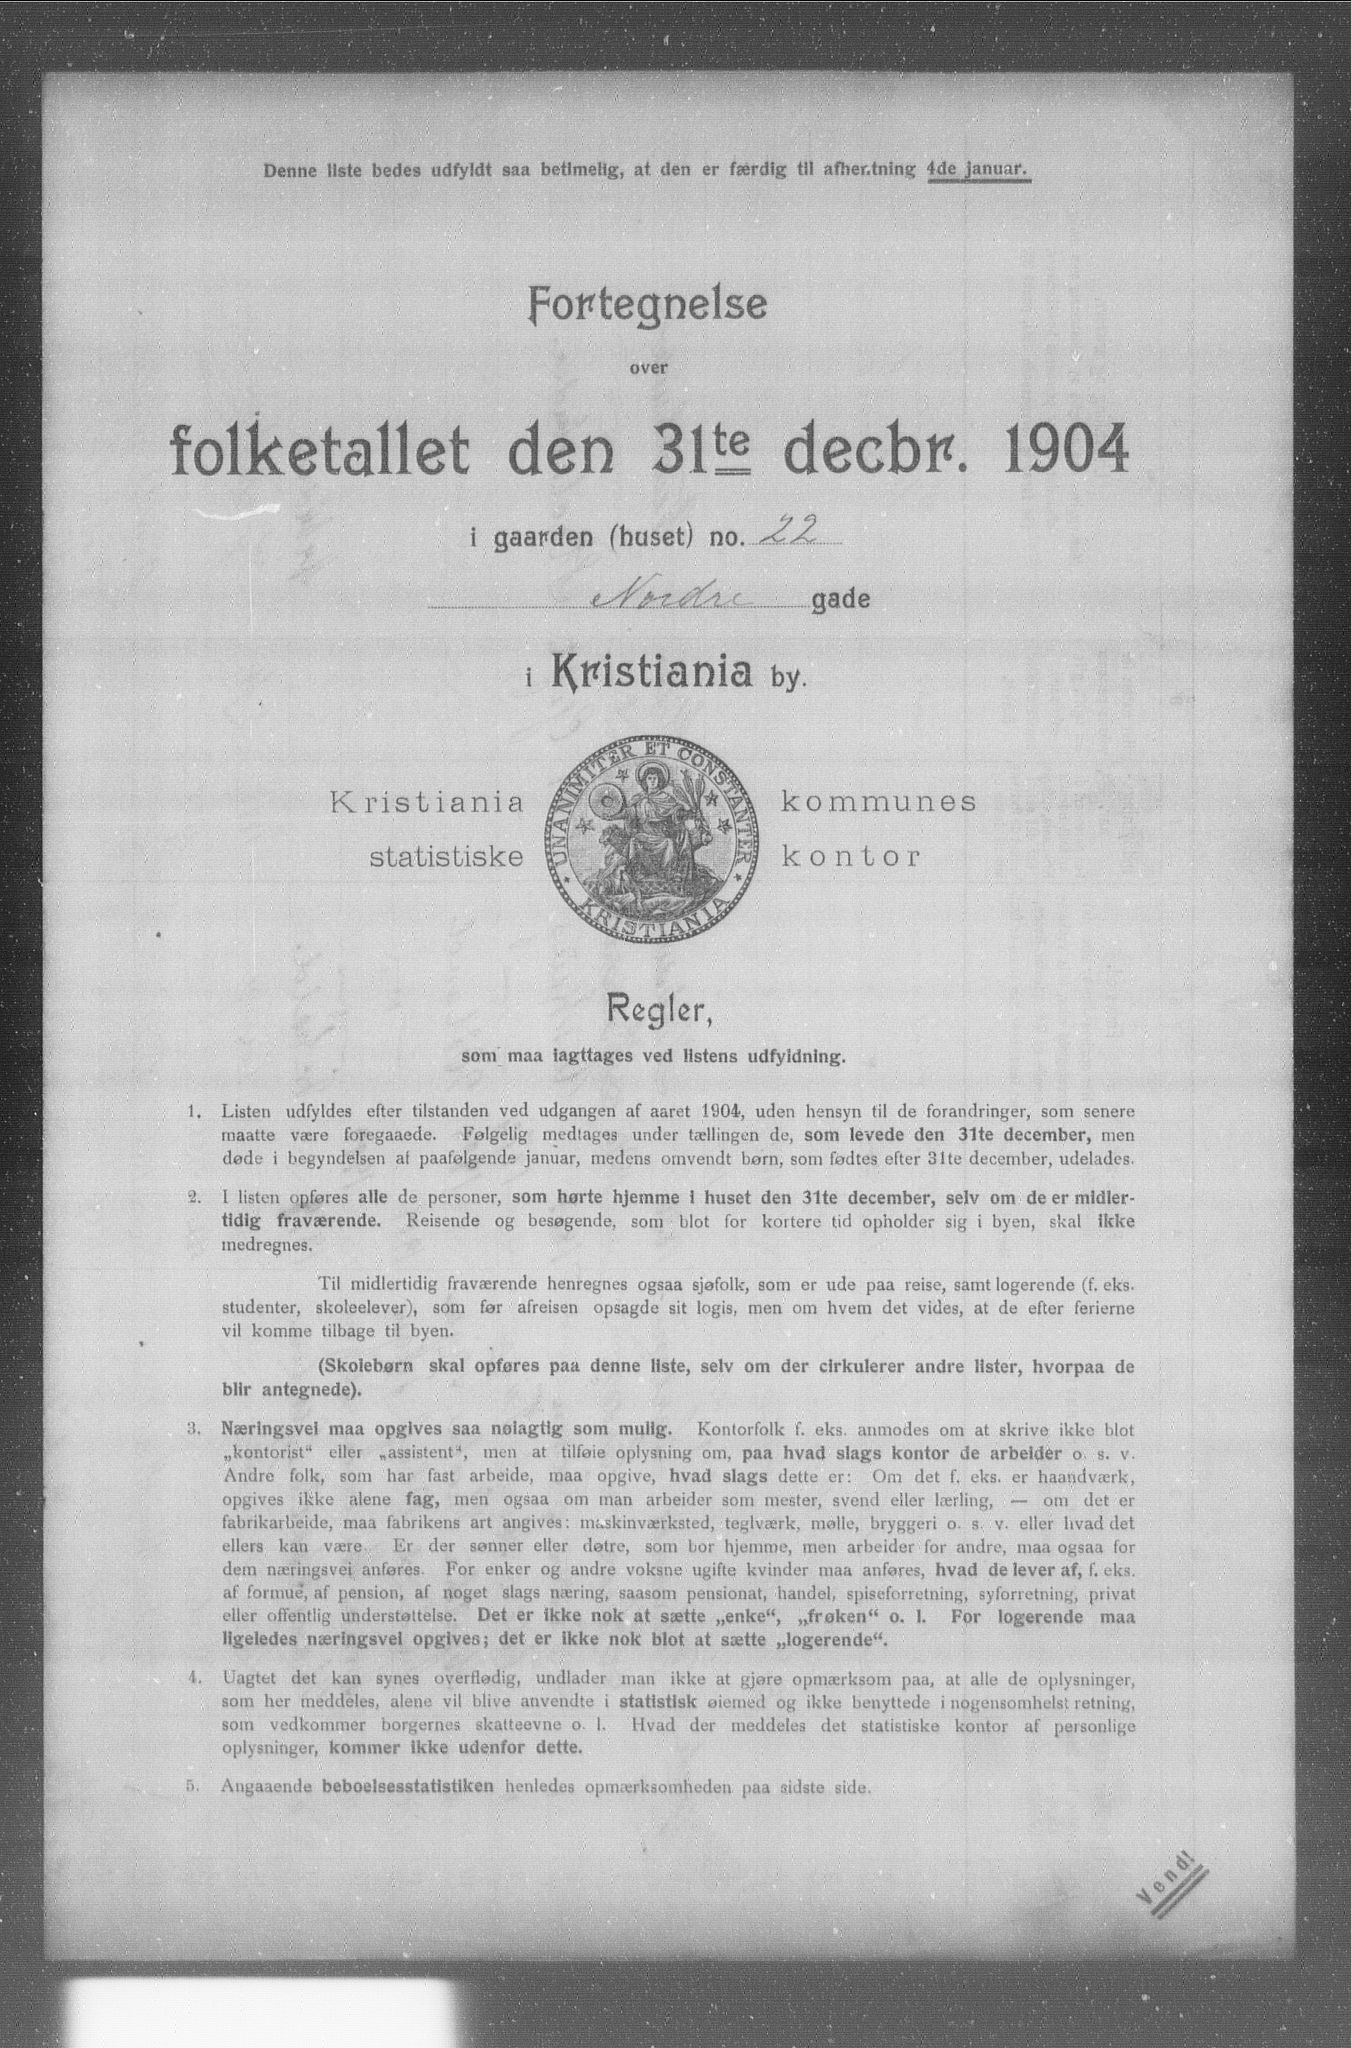 Denne liste bedes udfyldt saa betimelig, at den er færdig til afhentning 4de januar.
Fortegnelse
over
folketallet den 31te decbr. 1904
i gaarden (huset) no. 22
Nordre gade
i Kristiania by.
UNANIMITER ET CONSTANTER
KRISTIANIA
Kristiania kommunes
statistiske kontor
Regler,
som maa iagttages ved listens udfyldning.
1. Listen udfyldes efter tilstanden ved udgangen af aaret 1904, uden hensyn til de forandringer, som senere
maatte være foregaaede. Følgelig medtages under tællingen de, som levede den 31te december, men
døde i begyndelsen af paafølgende januar, medens omvendt børn, som fødtes efter 31te december, udelades.
2. I listen opføres alle de personer, som hørte hjemme i huset den 31te december, selv om de er midler-
tidig fraværende. Reisende og besøgende, som blot for kortere tid opholder sig i byen, skal ikke
medregnes.
Til midlertidig fraværende henregnes ogsaa sjøfolk, som er ude paa reise, samt logerende (f. eks.
studenter, skoleelever), som før afreisen opsagde sit logis, men om hvem det vides, at de efter ferierne
vil komme tilbage til byen.
(Skolebørn skal opføres paa denne liste, selv om der cirkulerer andre lister, hvorpaa de
blir antegnede).
3. Næringsvei maa opgives saa nøiagtig som mulig. Kontorfolk f. eks. anmodes om at skrive ikke blot
„kontorist“ eller „assistent“, men at tilføie oplysning om, paa hvad slags kontor de arbeider o. s. v.
Andre folk, som har fast arbeide, maa opgive, hvad slags dette er: Om det f. eks. er haandværk,
opgives ikke alene fag, men ogsaa om man arbeider som mester, svend eller lærling, — om det er
fabrikarbeide, maa fabrikens art angives: maskinværksted, teglværk, mølle, bryggeri o. s. v. eller hvad det
ellers kan være. Er der sønner eller døtre, som bor hjemme, men arbeider for andre, maa ogsaa for
dem næringsvei anføres. For enker og andre voksne ugifte kvinder maa anføres, hvad de lever af, f. eks.
af formue, af pension, af noget slags næring, saasom pensionat, handel, spiseforretning, syforretning, privat
eller offentlig understøttelse. Det er ikke nok at sætte „enke“, „frøken“ o. l. For logerende maa
ligeledes næringsvei opgives; det er ikke nok blot at sætte „logerende“.
4. Uagtet det kan synes overflødig, undlader man ikke at gjøre opmærksom paa, at alle de oplysninger,
som her meddeles, alene vil blive anvendte i statistisk øiemed og ikke benyttede i nogensomhelst retning,
som vedkommer borgernes skatteevne o. l. Hvad der meddeles det statistiske kontor af personlige
oplysninger, kommer ikke udenfor dette.
5. Angaaende beboelsesstatistiken henledes opmærksomheden paa sidste side.
Vend!